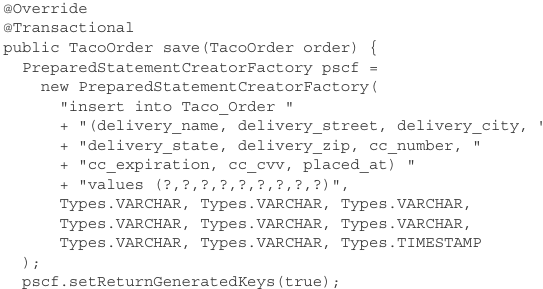 @Override
@Transactional
public TacoOrder save(TacoOrder order) {
  PreparedStatementCreatorFactory pscf =
    new PreparedStatementCreatorFactory(
      "insert into Taco_Order "
      + "(delivery_name, delivery_street, delivery_city, '
      + "delivery_state, delivery_zip, cc_number, "
      + "cc_expiration, cc_cvv, placed_at) "
      + "values (?,?,?,?,?,?,?,?,?)",
      Types.VARCHAR, Types.VARCHAR, Types.VARCHAR,
      Types.VARCHAR, Types.VARCHAR, Types.VARCHAR,
      Types.VARCHAR, Types.VARCHAR, Types.TIMESTAMP
  );
  pscf.setReturnGeneratedKeys(true);